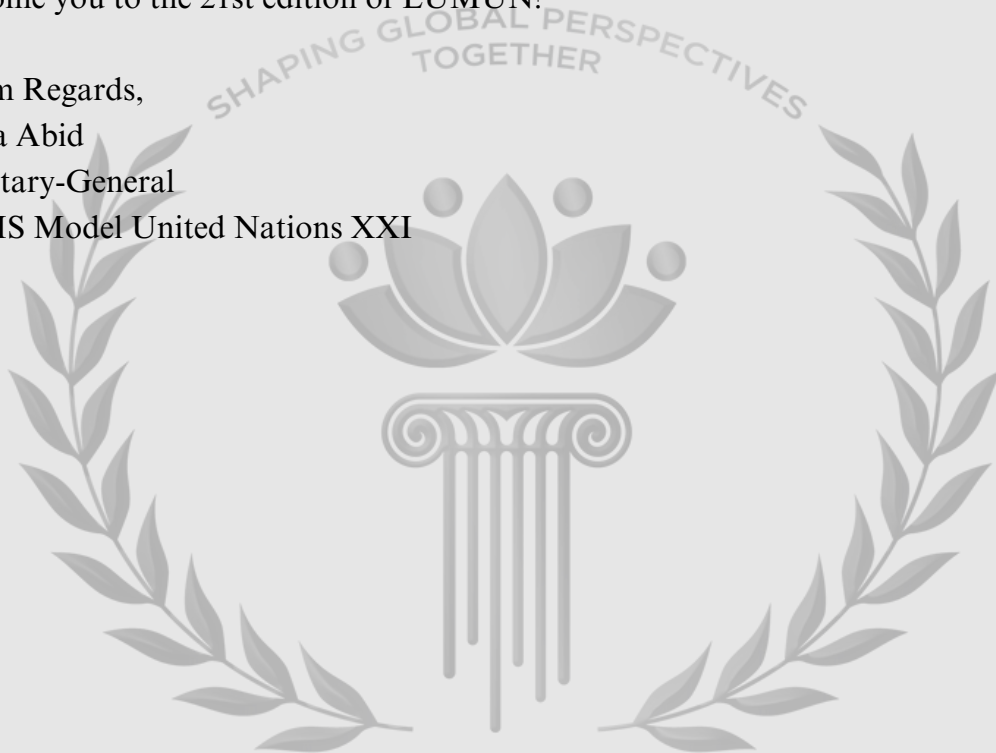 ome you to the 21st edition of LUMUN!
SHAPING GLOBAL PERSPECTIVES
TOGETHER
m Regards,
a Abid
tary-General
MS Model United Nations XXI